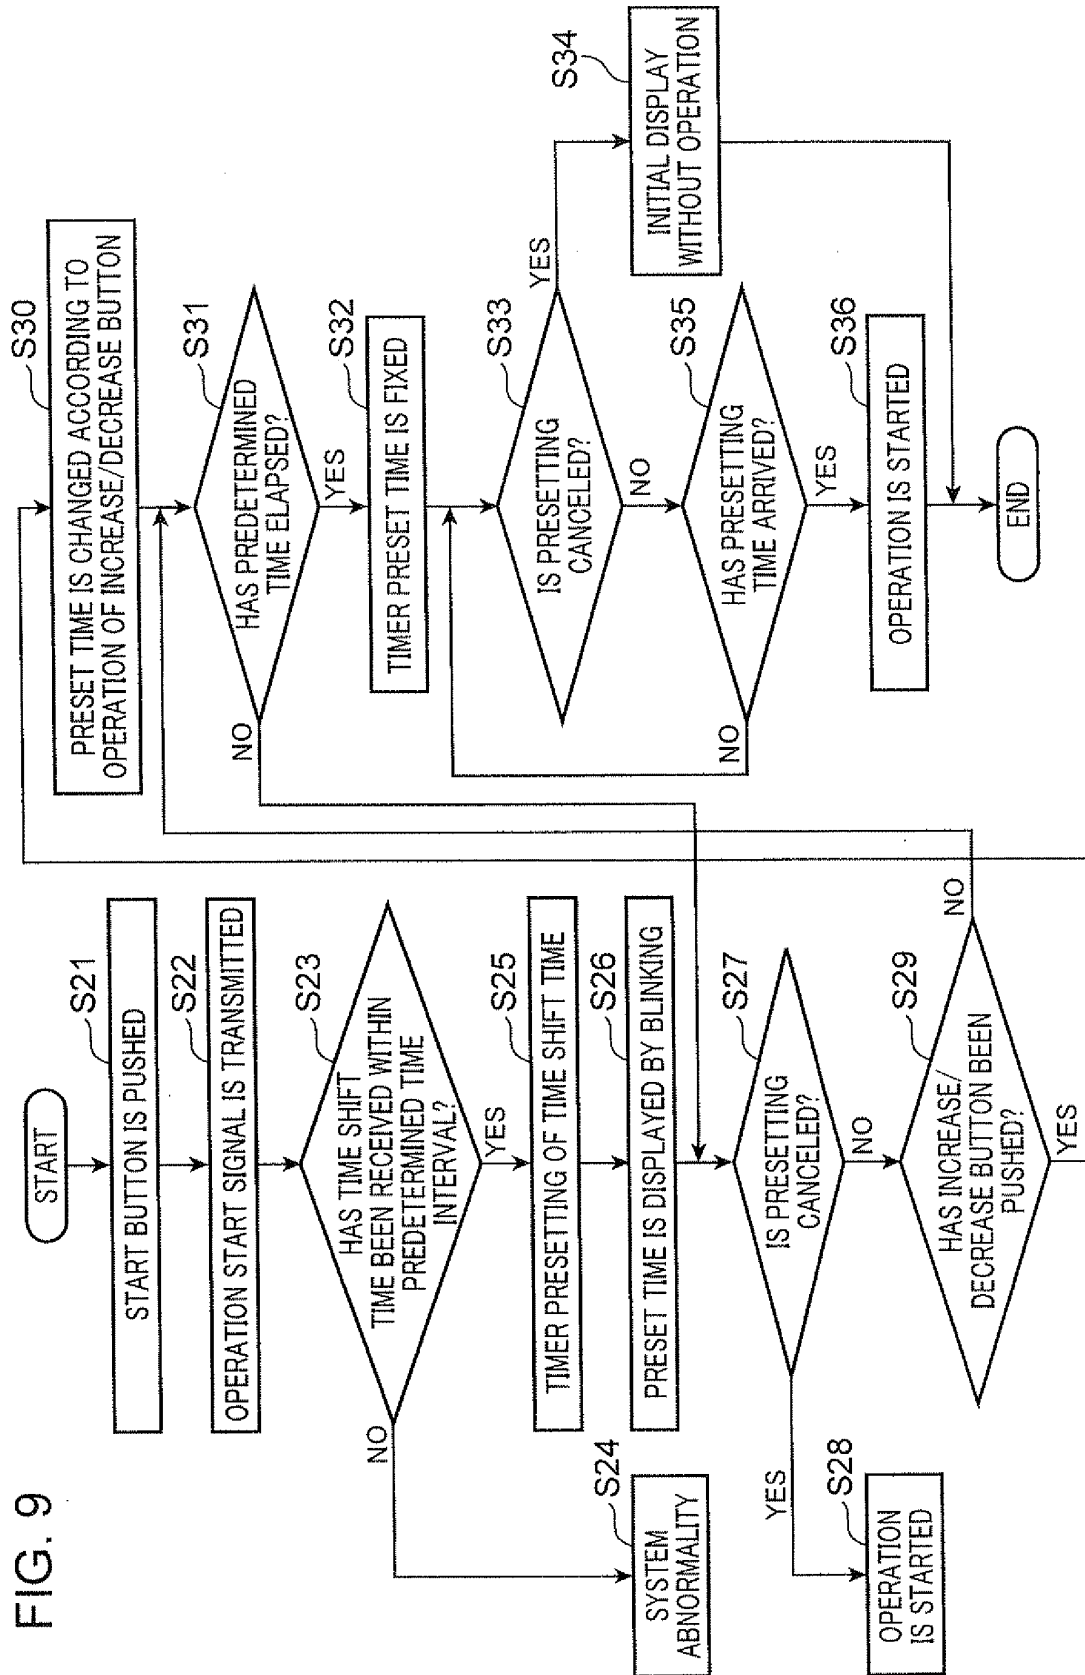 FIG. 9
START
S21
START BUTTON IS PUSHED
S22
OPERATION START SIGNAL IS TRANSMITTED
S23
HAS TIME SHIFT
TIME BEEN RECEIVED WITHIN
PREDEMINED TIME
INTERVAL?
NO
YES
S24
SYSTEM
ABNORMALITY
S25
TIMER PRESETTING OF TIME SHIFT TIME
S26
PRESET TIME IS DISPLAYED BY BLINKING
S27
IS PRESETTING
CANCELED?
YES
NO
S28
OPERATION
IS STARTED
S29
HAS INCREASE/
DECREASE BUTTON BEEN
PUSHED?
NO
YES
S30
PRESET TIME IS CHANGED ACCORDING TO
OPERATION OF INCREASE/DECREASE BUTTON
S31
HAS PREDETERMINED
TIME ELAPSED?
NO
YES
S32
TIMER PRESET TIME IS FIXED
S33
IS PRESETTING
CANCELED?
YES
NO
S34
INITIAL DISPLAY
WITHOUT OPERATION
S35
HAS PRESETTING
TIME ARRIVED?
NO
YES
S36
OPERATION IS STARTED
END